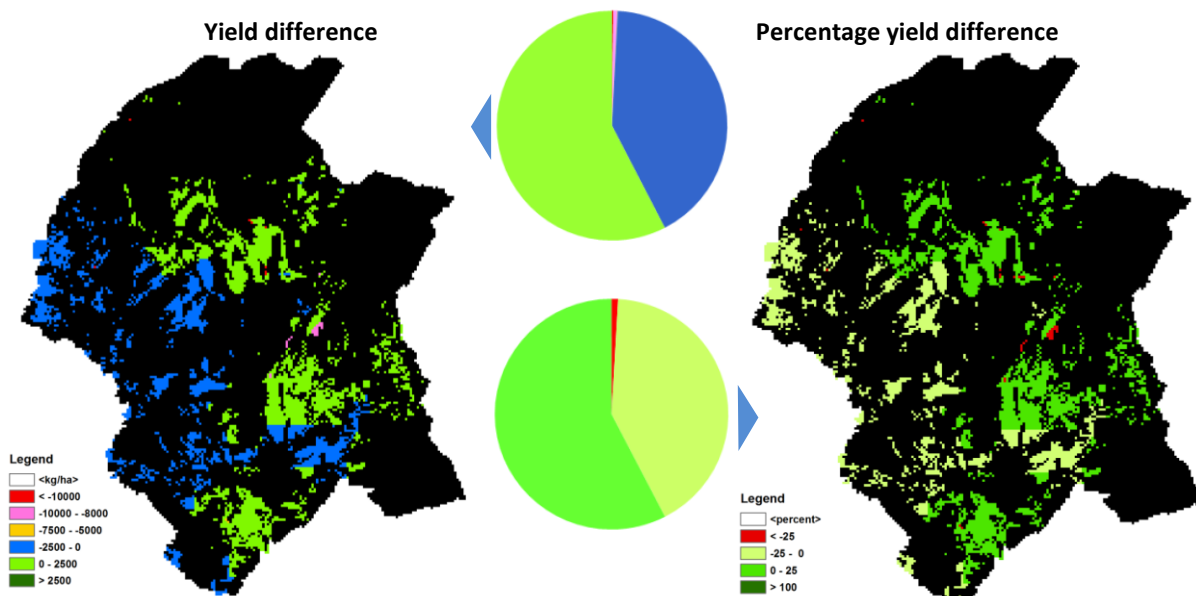 Yield difference
Percentage yield difference
Legend
<kg/ha>
< -10000
-10000 - -8000
-7500 - -5000
-2500 - 0
0 - 2500
> 2500
Legend
<percent>
< -25
-25 - 0
0 - 25
> 100